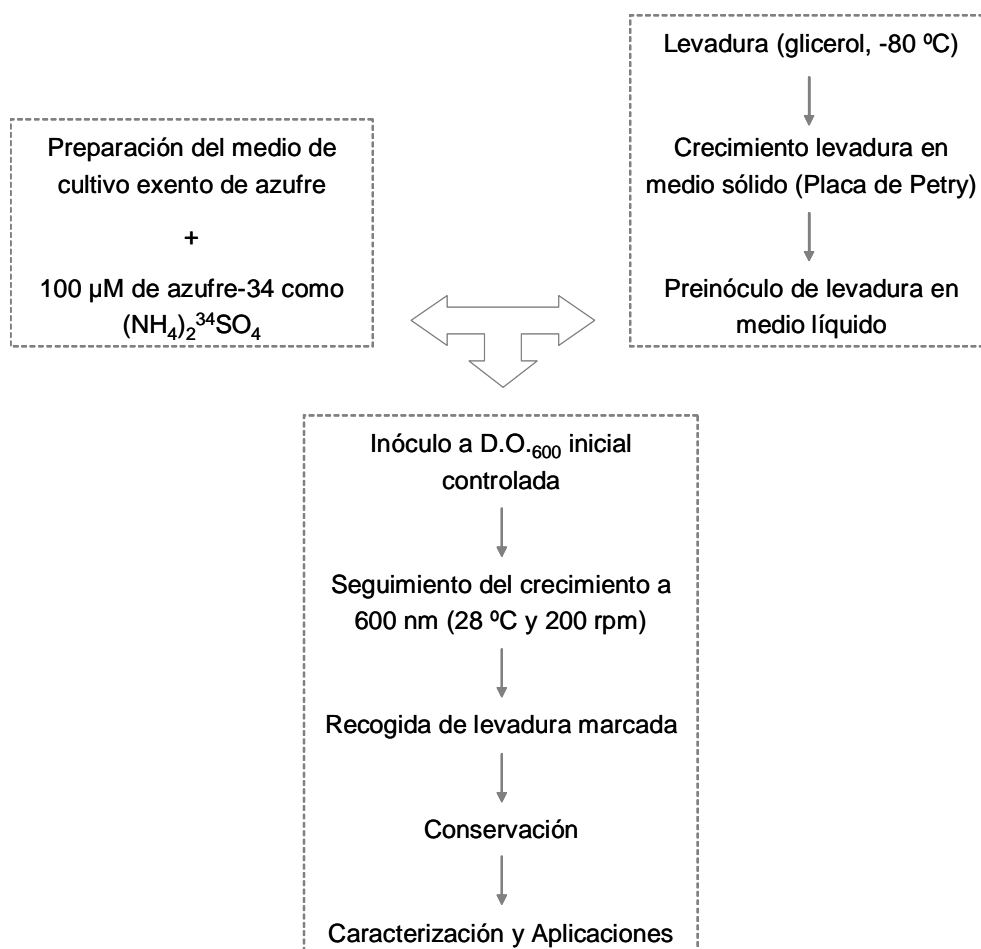 Levadura (glicerol, -80 ºC)
Crecimiento levadura en
medio sólido (Placa de Petry)
Preinóculo de levadura en
medio líquido
Preparación del medio de
cultivo exento de azufre
+
100 µM de azufre-34 como
(NH₄)₂³⁴SO₄
Inóculo a D.O.₆₀₀ inicial
controlada
Seguimiento del crecimiento a
600 nm (28 ºC y 200 rpm)
Recogida de levadura marcada
Conservación
Caracterización y Aplicaciones